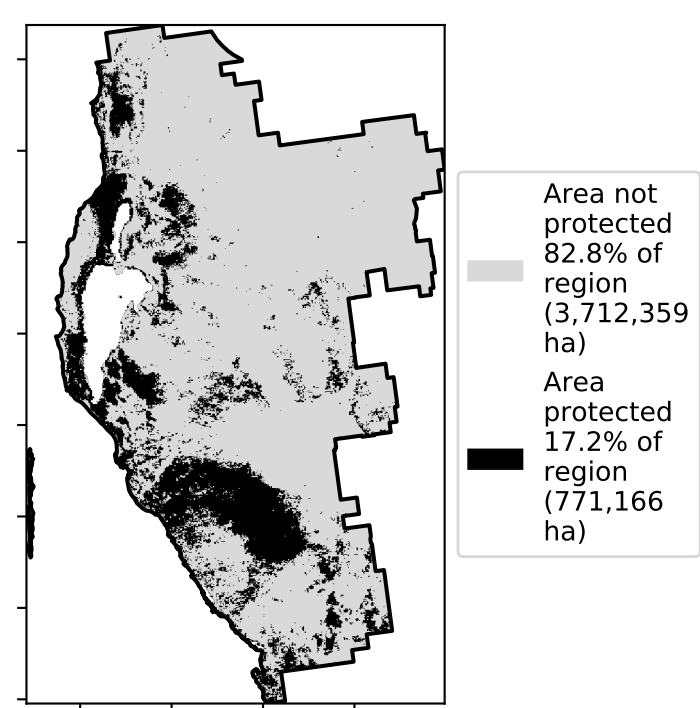 Area not
protected
82.8% of
region
(3,712,359
ha)
Area
protected
17.2% of
region
(771,166
ha)